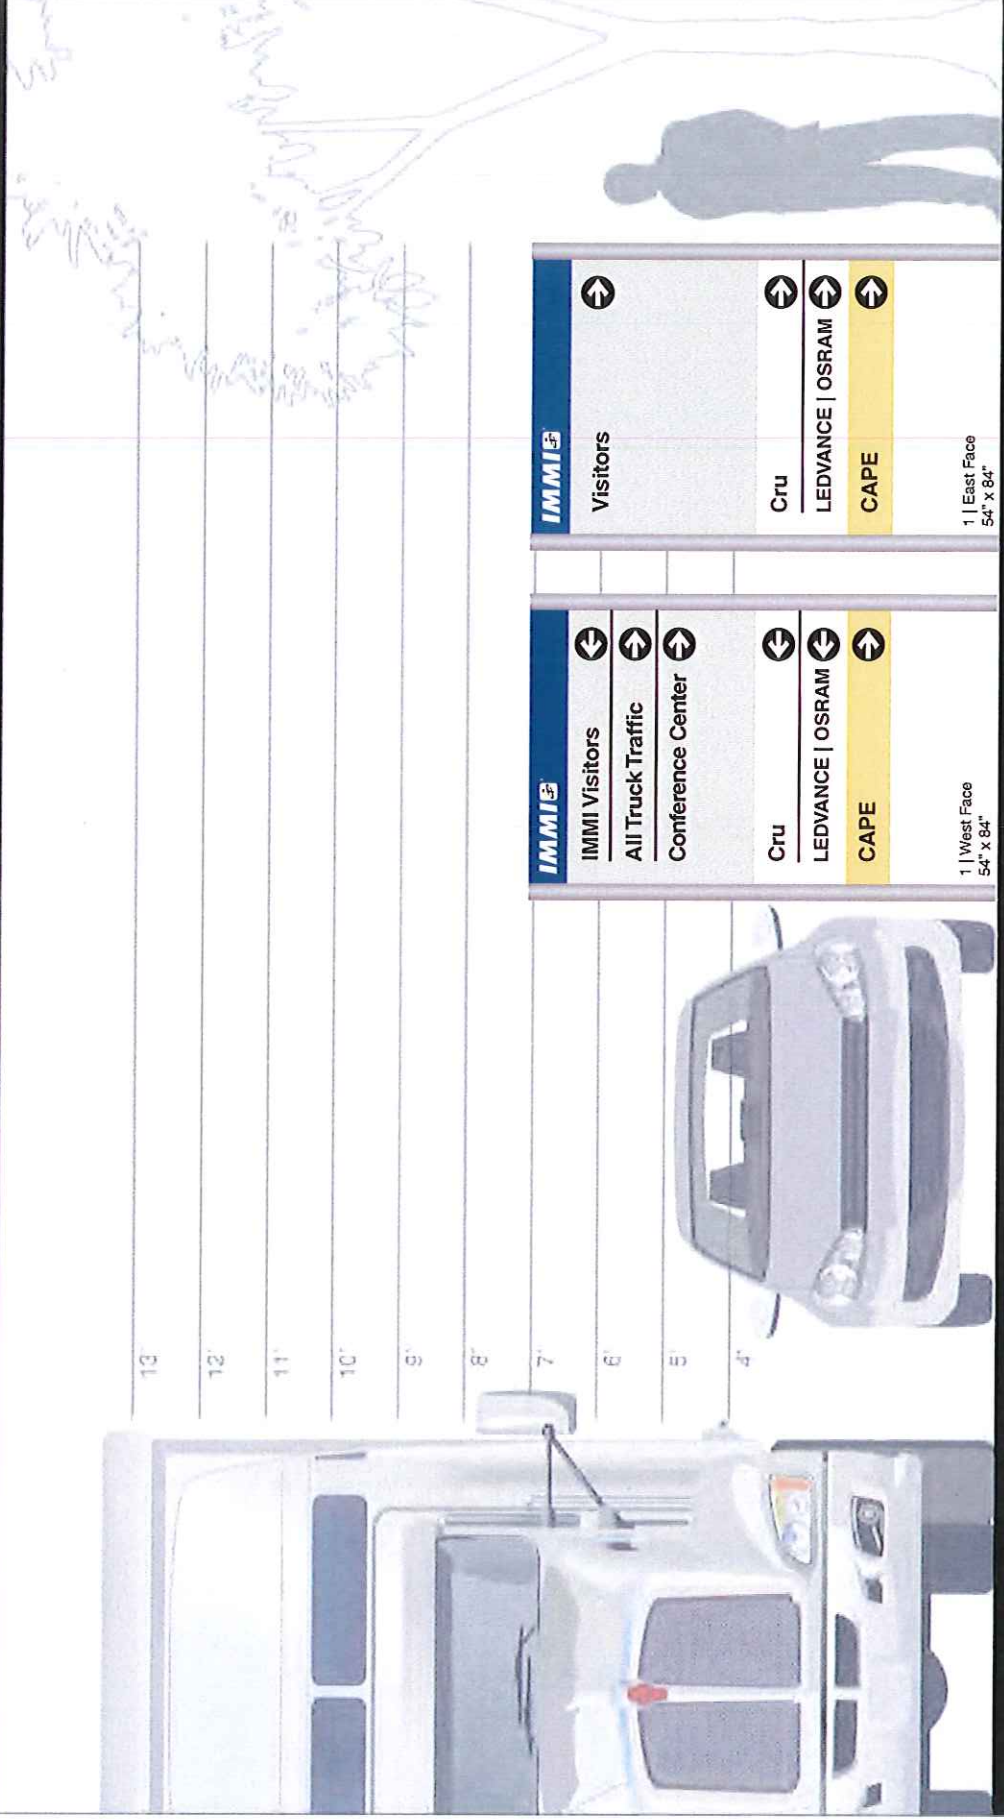 13'
12'
11'
10'
9'
8'
7'
6'
5'
4'
IMMI
IMMI Visitors
All Truck Traffic
Conference Center
Cru
LEDVANCE | OSRAM
CAPE
1 | West Face
54" x 84"
IMMI
Visitors
Cru
LEDVANCE | OSRAM
CAPE
1 | East Face
54" x 84"